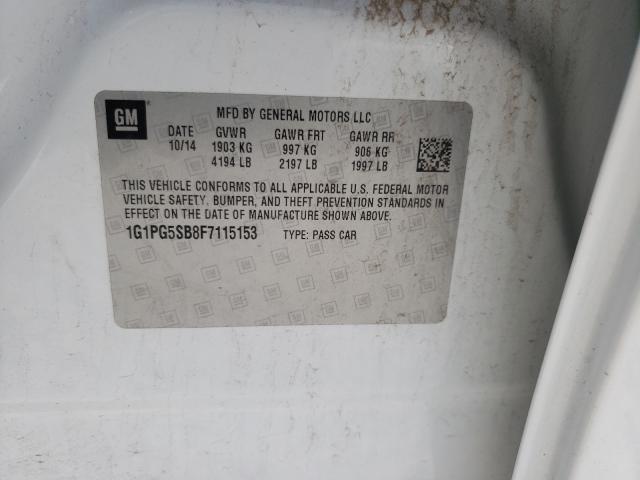 GM
MFD BY GENERAL MOTORS LLC
DATE GVWR GAWR FRT GAWR RR
10/14 1903 KG 997 KG 906 KG
4194 LB 2197 LB 1997 LB
THIS VEHICLE CONFORMS TO ALL APPLICABLE U.S. FEDERAL MOTOR
VEHICLE SAFETY, BUMPER, AND THEFT PREVENTION STANDARDS IN
EFFECT ON THE DATE OF MANUFACTURE SHOWN ABOVE.
1G1PG5SB8F7115153 TYPE: PASS CAR